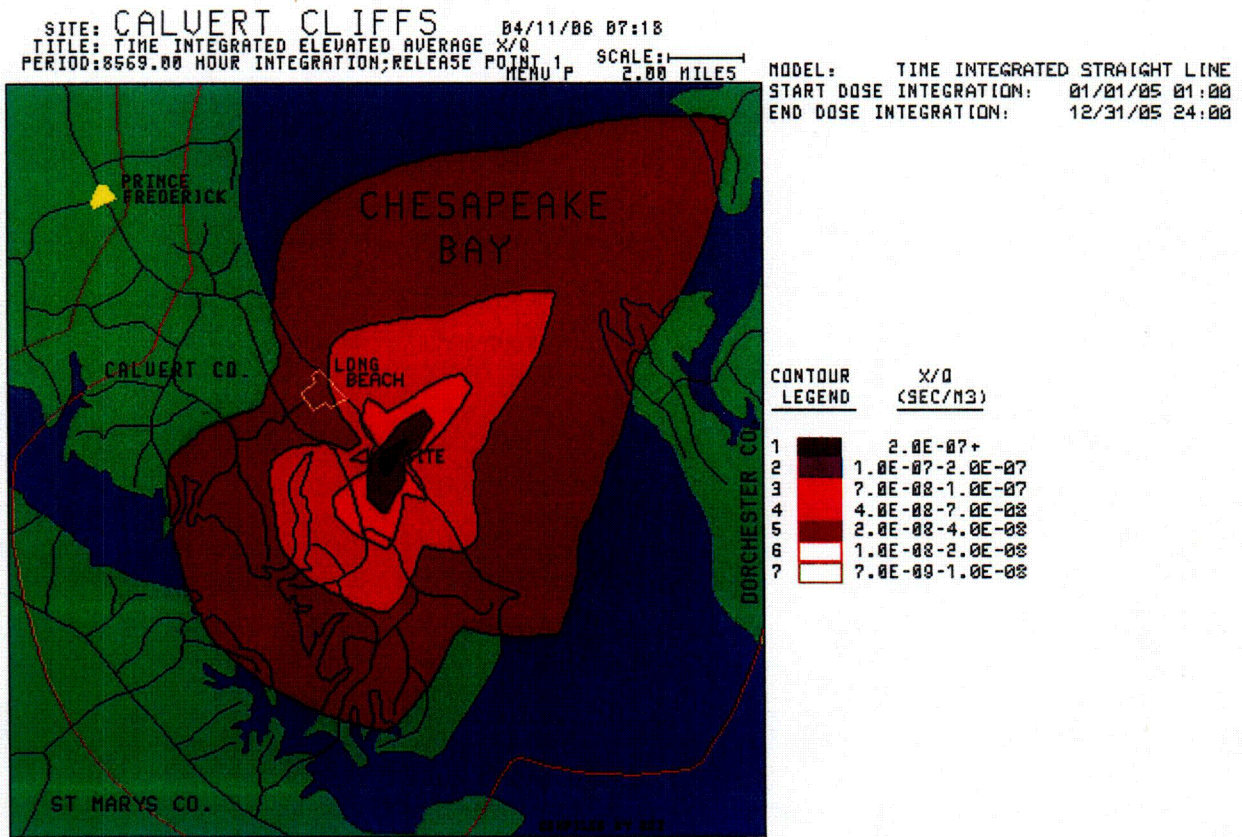 SITE: CALVERT CLIFFS 04/11/06 07:18
TITLE: TIME INTEGRATED ELEVATED AVERAGE X/Q
PERIOD:8569.00 HOUR INTEGRATION;RELEASE POINT 1
SCALE:
MENU P 2.00 MILES
MODEL: TIME INTEGRATED STRAIGHT LINE
START DOSE INTEGRATION: 01/01/05 01:00
END DOSE INTEGRATION: 12/31/05 24:00
PRINCE
FREDERICK
CHESAPEAKE
BAY
CALVERT CO.
LONG
BEACH
SITE
DORCHESTER CO.
ST MARYS CO.
CONTOUR X/Q
LEGEND (SEC/M3)
1 2.0E-07+
2 1.0E-07-2.0E-07
3 7.0E-08-1.0E-07
4 4.0E-08-7.0E-08
5 2.0E-08-4.0E-08
6 1.0E-08-2.0E-08
7 7.0E-09-1.0E-08